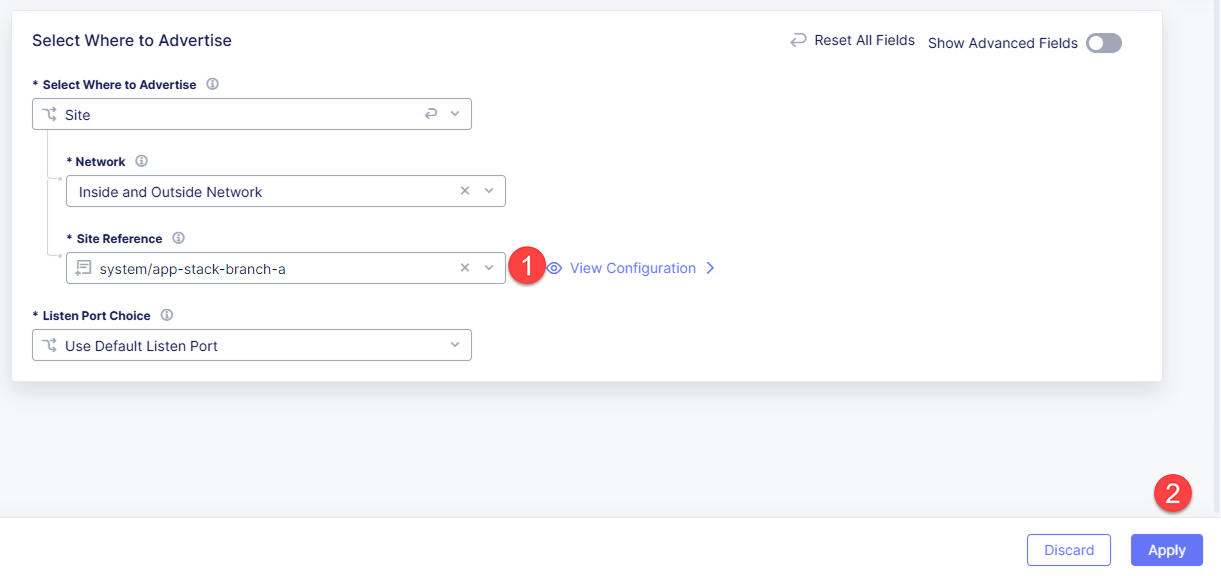 Select Where to Advertise
Reset All Fields
Show Advanced Fields
* Select Where to Advertise
Site
* Network
Inside and Outside Network
* Site Reference
system/app-stack-branch-a
1
View Configuration
* Listen Port Choice
Use Default Listen Port
2
Discard
Apply